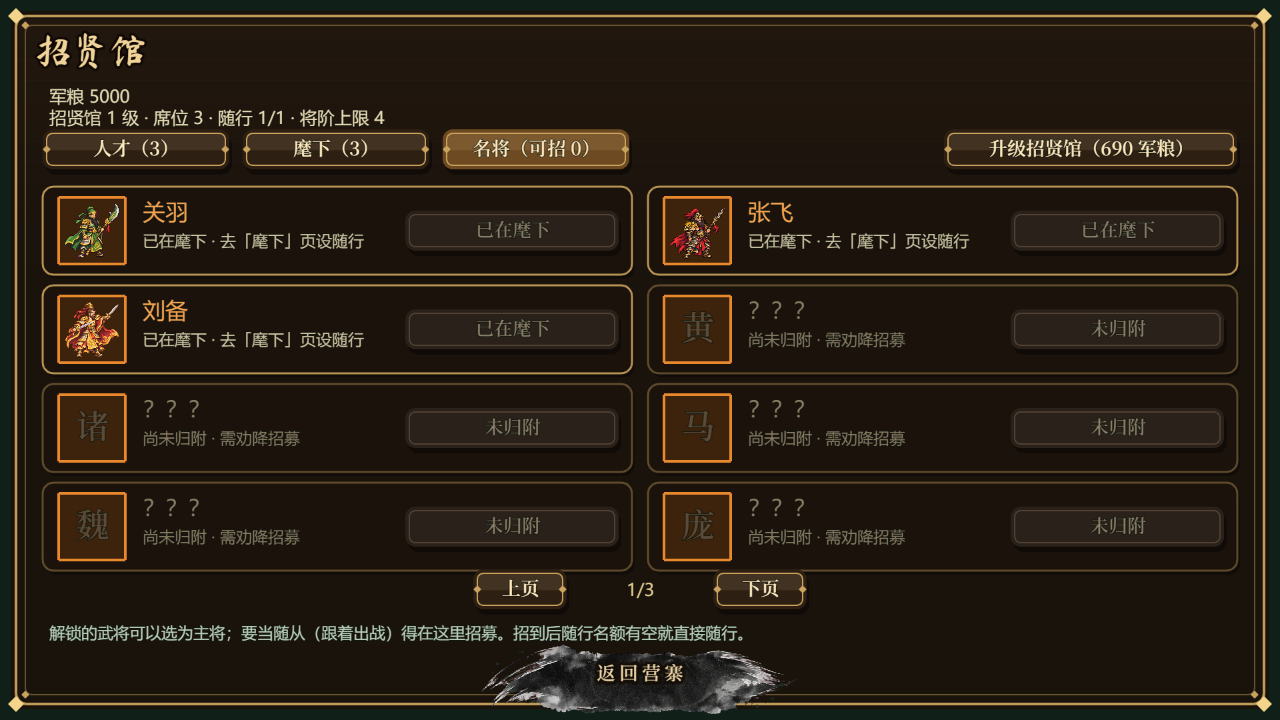 招贤馆
军粮 5000
招贤馆 1 级 · 席位 3 · 随行 1/1 · 将阶上限 4
人才（3）
麾下（3）
名将（可招 0）
升级招贤馆（690 军粮）
关羽
已在麾下 · 去「麾下」页设随行
已在麾下
张飞
已在麾下 · 去「麾下」页设随行
已在麾下
刘备
已在麾下 · 去「麾下」页设随行
已在麾下
黄
？？？
尚未归附 · 需劝降招募
未归附
诸
？？？
尚未归附 · 需劝降招募
未归附
马
？？？
尚未归附 · 需劝降招募
未归附
魏
？？？
尚未归附 · 需劝降招募
未归附
庞
？？？
尚未归附 · 需劝降招募
未归附
上页
1/3
下页
解锁的武将可以选为主将；要当随从（跟着出战）得在这里招募。招到后随行名额有空就直接随行。
返回营寨